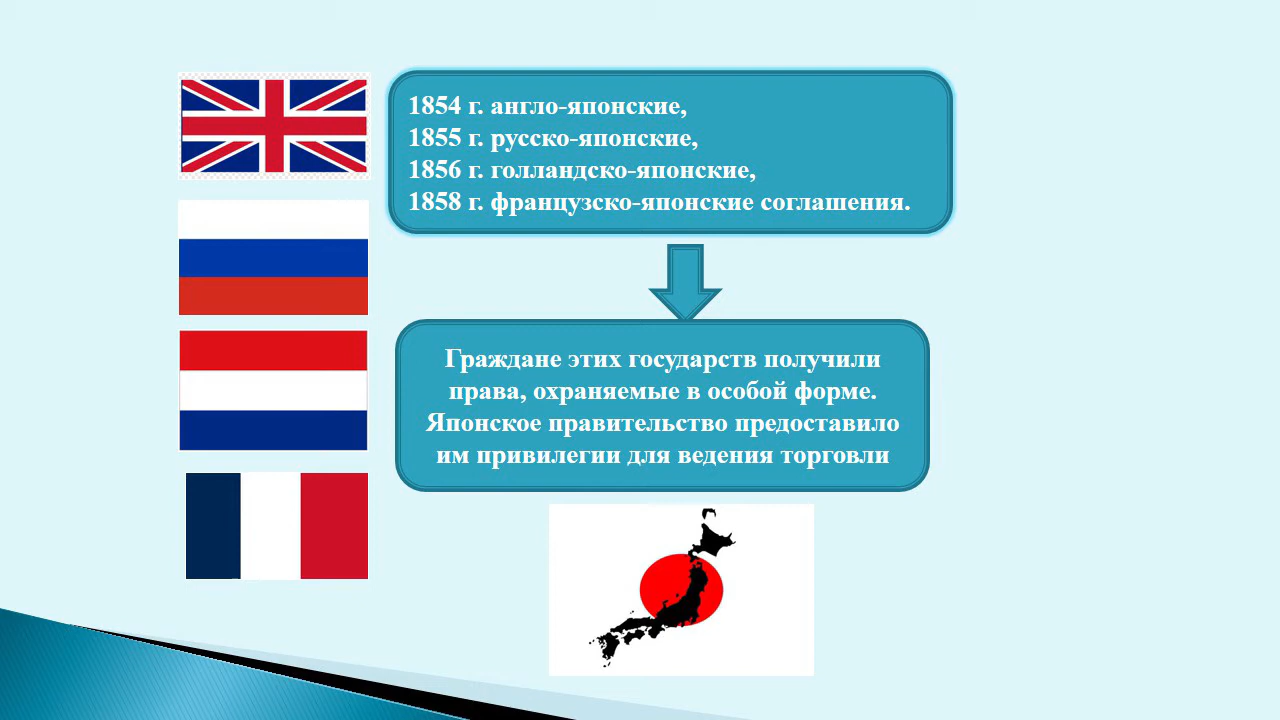 1854 г. англо-японские,
1855 г. русско-японские,
1856 г. голландско-японские,
1858 г. французско-японские соглашения.
Граждане этих государств получили
права, охраняемые в особой форме.
Японское правительство предоставило
им привилегии для ведения торговли